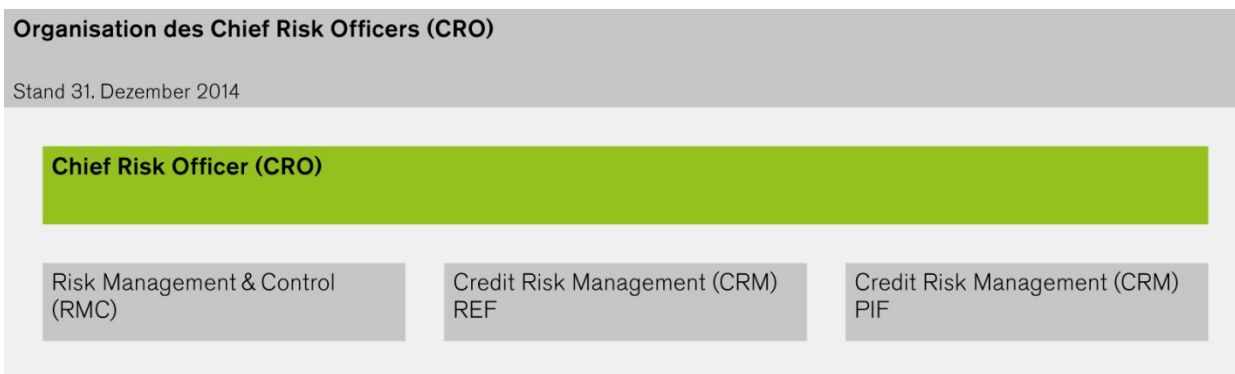 Organisation des Chief Risk Officers (CRO)
Stand 31. Dezember 2014
Chief Risk Officer (CRO)
Risk Management & Control
(RMC)
Credit Risk Management (CRM)
REF
Credit Risk Management (CRM)
PIF